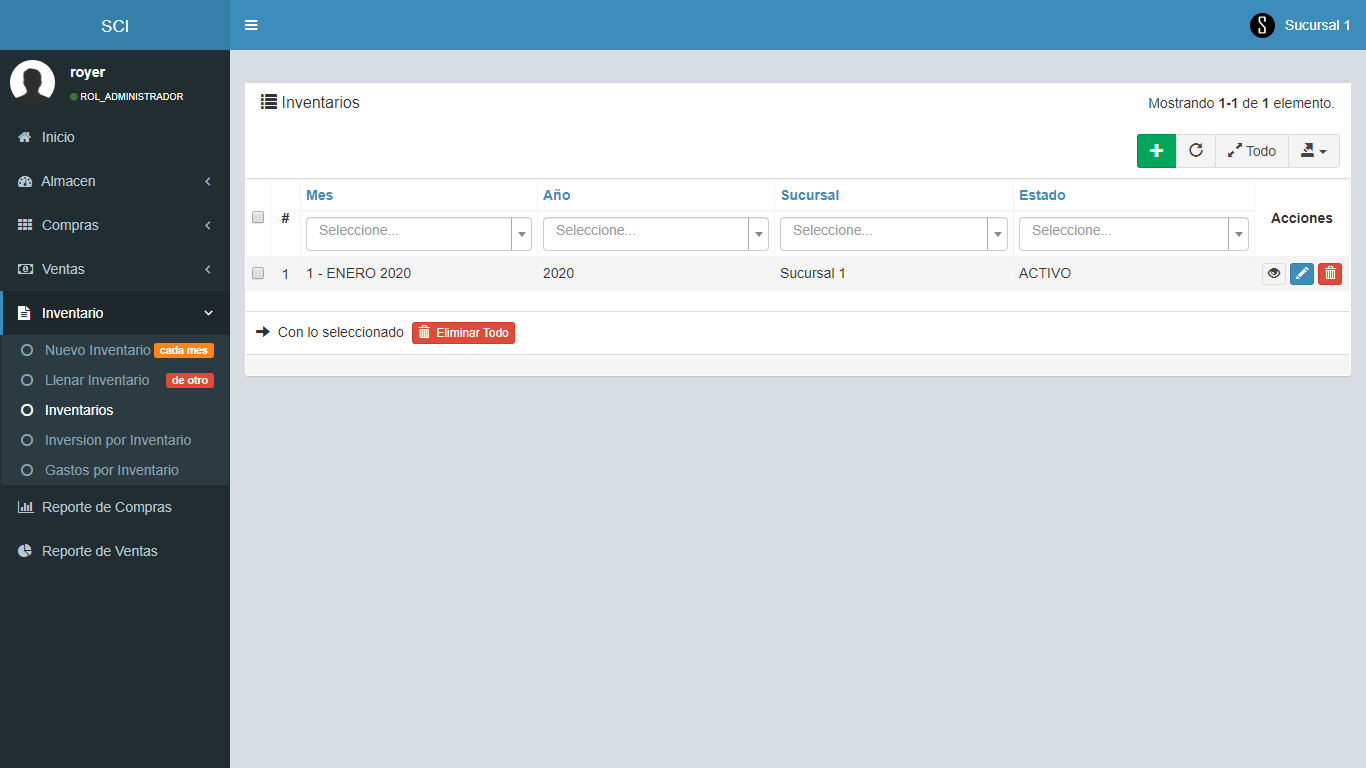 SCI
Sucursal 1
royer
ROL_ADMINISTRADOR
Inicio
Almacen
Compras
Ventas
Inventario
Nuevo Inventario cada mes
Llenar Inventario de otro
Inventarios
Inversion por Inventario
Gastos por Inventario
Reporte de Compras
Reporte de Ventas
Inventarios
Mostrando 1-1 de 1 elemento.
Todo
# Mes Año Sucursal Estado Acciones
Seleccione... Seleccione... Seleccione... Seleccione...
1 1 - ENERO 2020 2020 Sucursal 1 ACTIVO
Con lo seleccionado Eliminar Todo